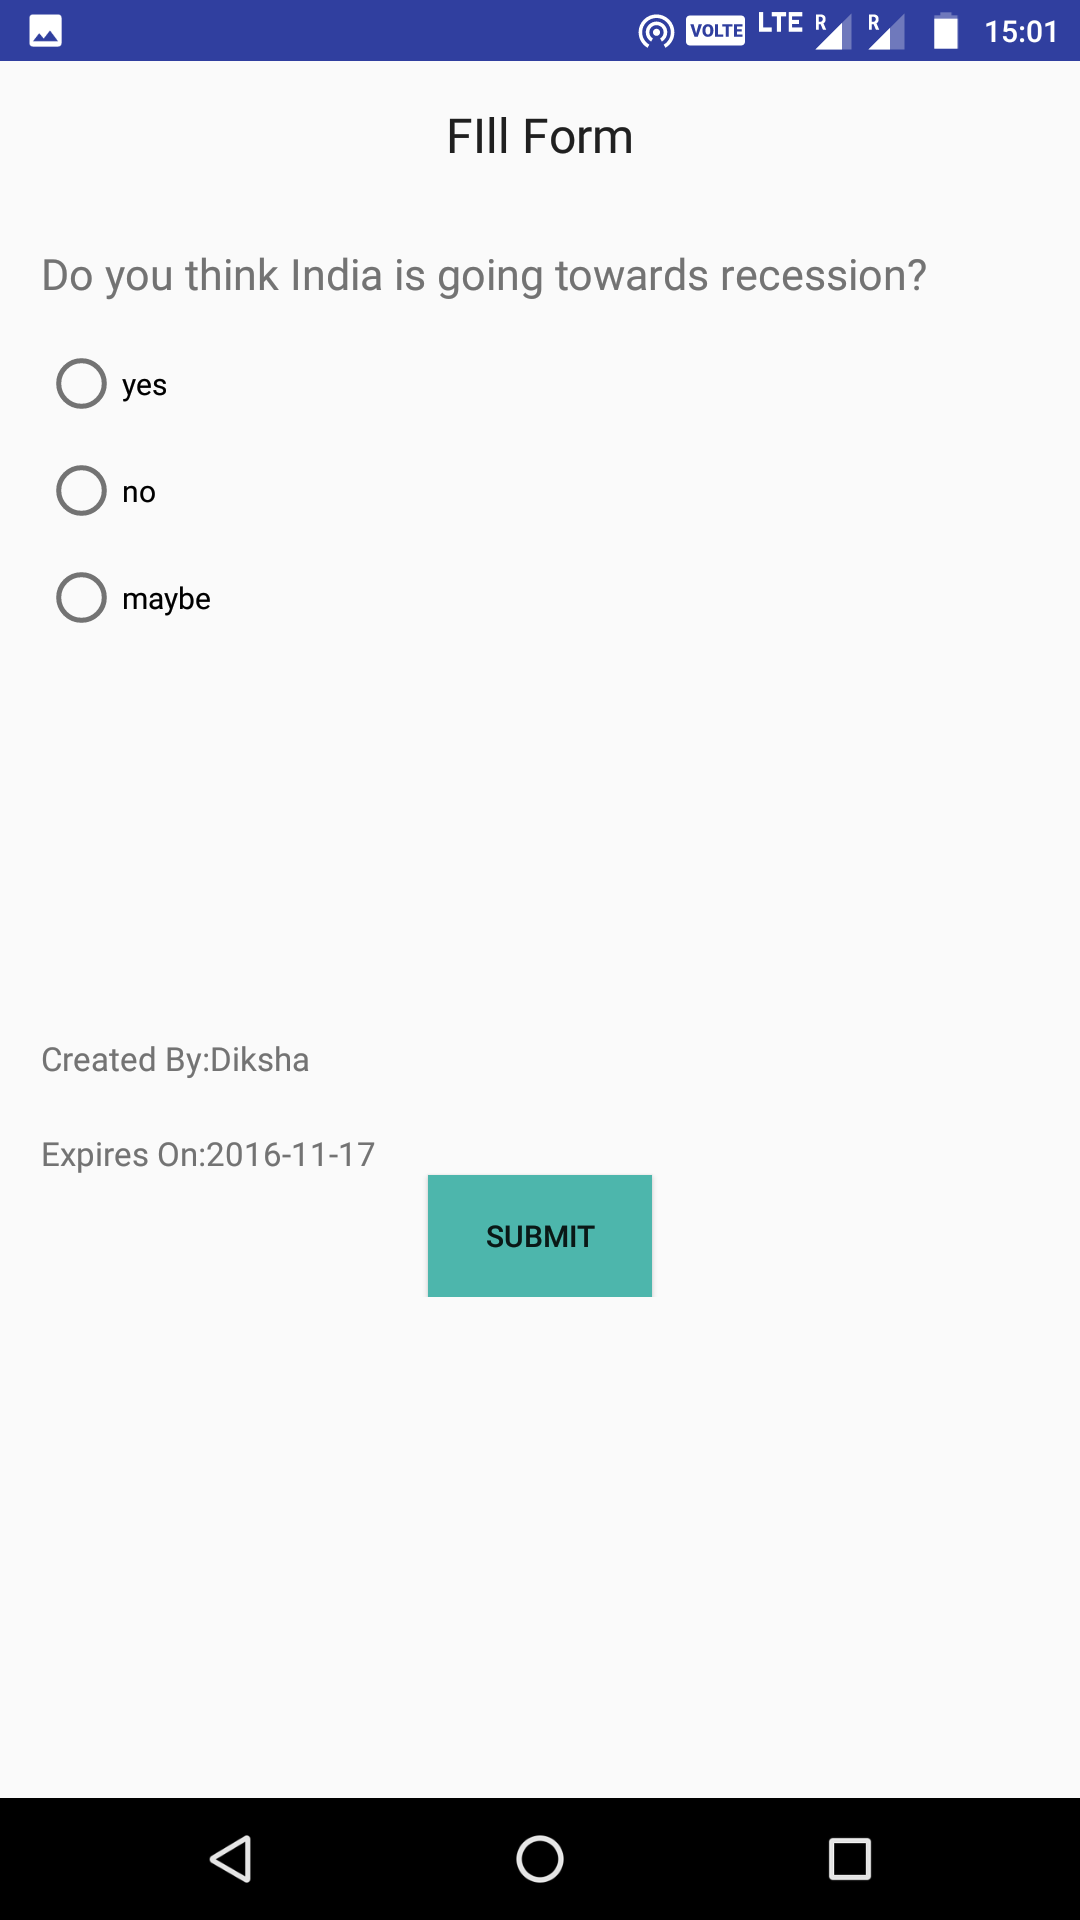 VOLTE LTE R R 15:01
FIll Form
Do you think India is going towards recession?
yes
no
maybe
Created By:Diksha
Expires On:2016-11-17
SUBMIT